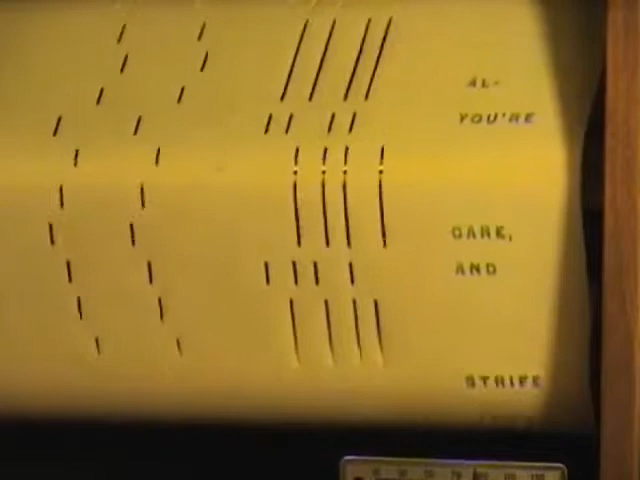 AL-
YOU'RE
CARE,
AND
STRIFE